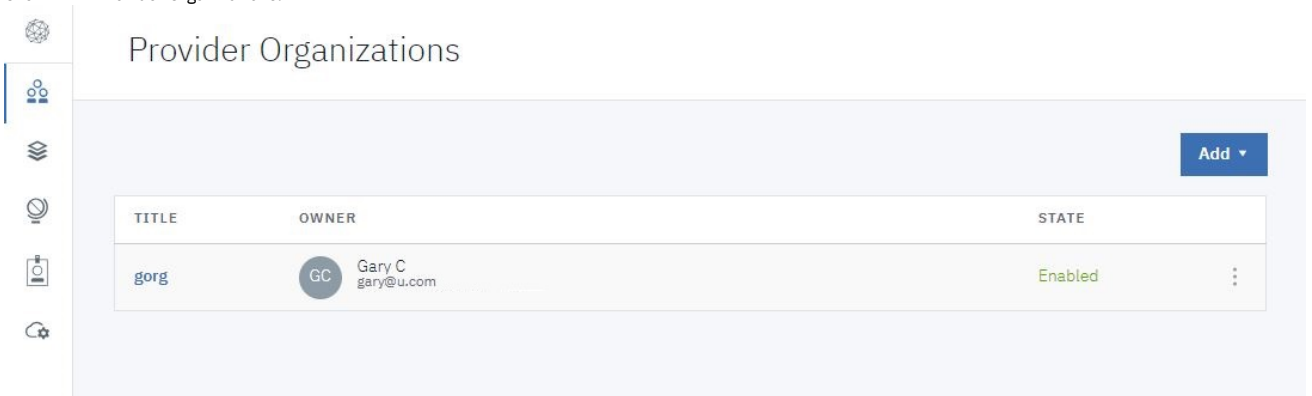 Provider Organizations
Add
TITLE OWNER STATE
gorg GC Gary C Enabled
gary@u.com